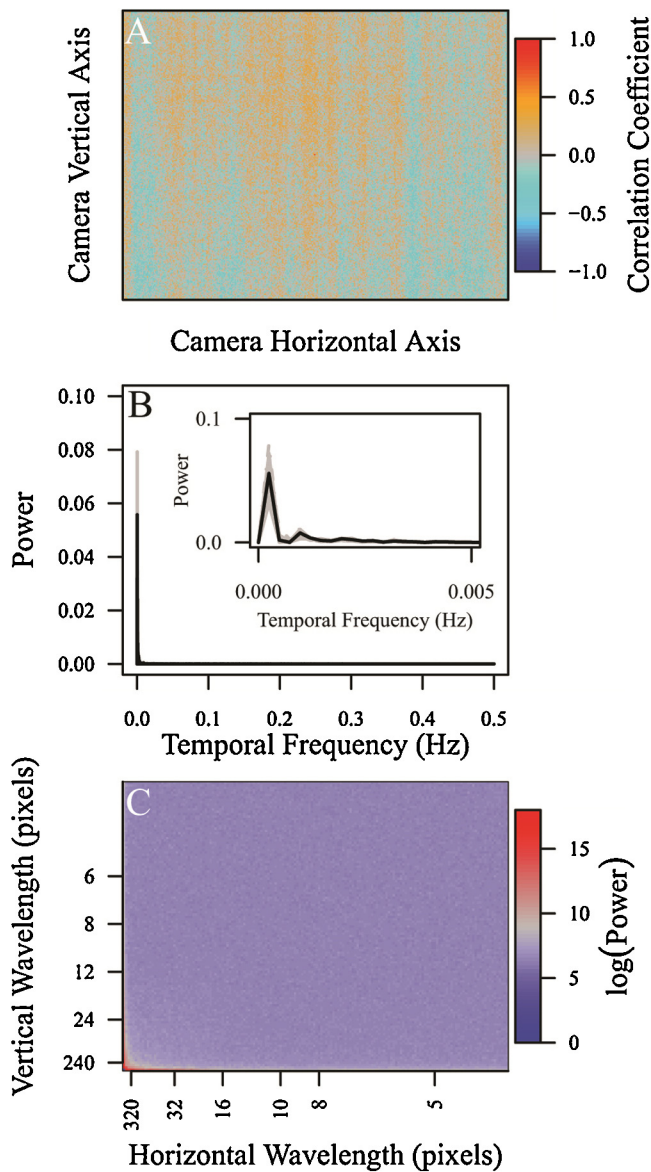 A
Camera Vertical Axis
1.0
0.5
0.0
−0.5
−1.0
Correlation Coefficient
Camera Horizontal Axis
B
Power
0.10
0.08
0.06
0.04
0.02
0.00
0.0 0.1 0.2 0.3 0.4 0.5
Temporal Frequency (Hz)
Power
0.1
0.0
0.000 0.005
Temporal Frequency (Hz)
C
Vertical Wavelength (pixels)
6
8
12
24
240
320 32 16 10 8 5
Horizontal Wavelength (pixels)
15
10
5
0
log(Power)